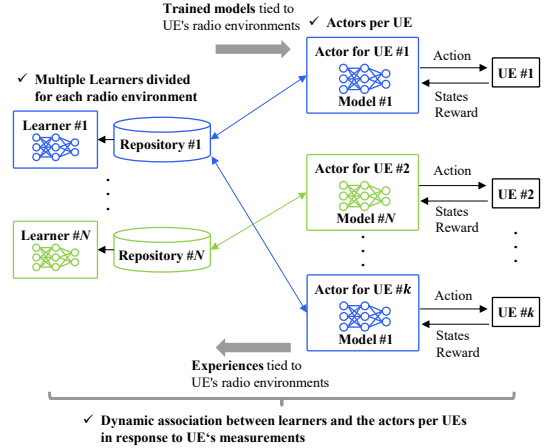 Trained models tied to
UE's radio environments
✓ Actors per UE
Actor for UE #1
Model #1
Action
States
Reward
UE #1
✓ Multiple Learners divided
for each radio environment
Learner #1
Repository #1
Actor for UE #2
Model #N
Action
States
Reward
UE #2
Learner #N
Repository #N
Actor for UE #k
Model #1
Action
States
Reward
UE #k
Experiences tied to
UE's radio environments
✓ Dynamic association between learners and the actors per UEs
in response to UE‘s measurements